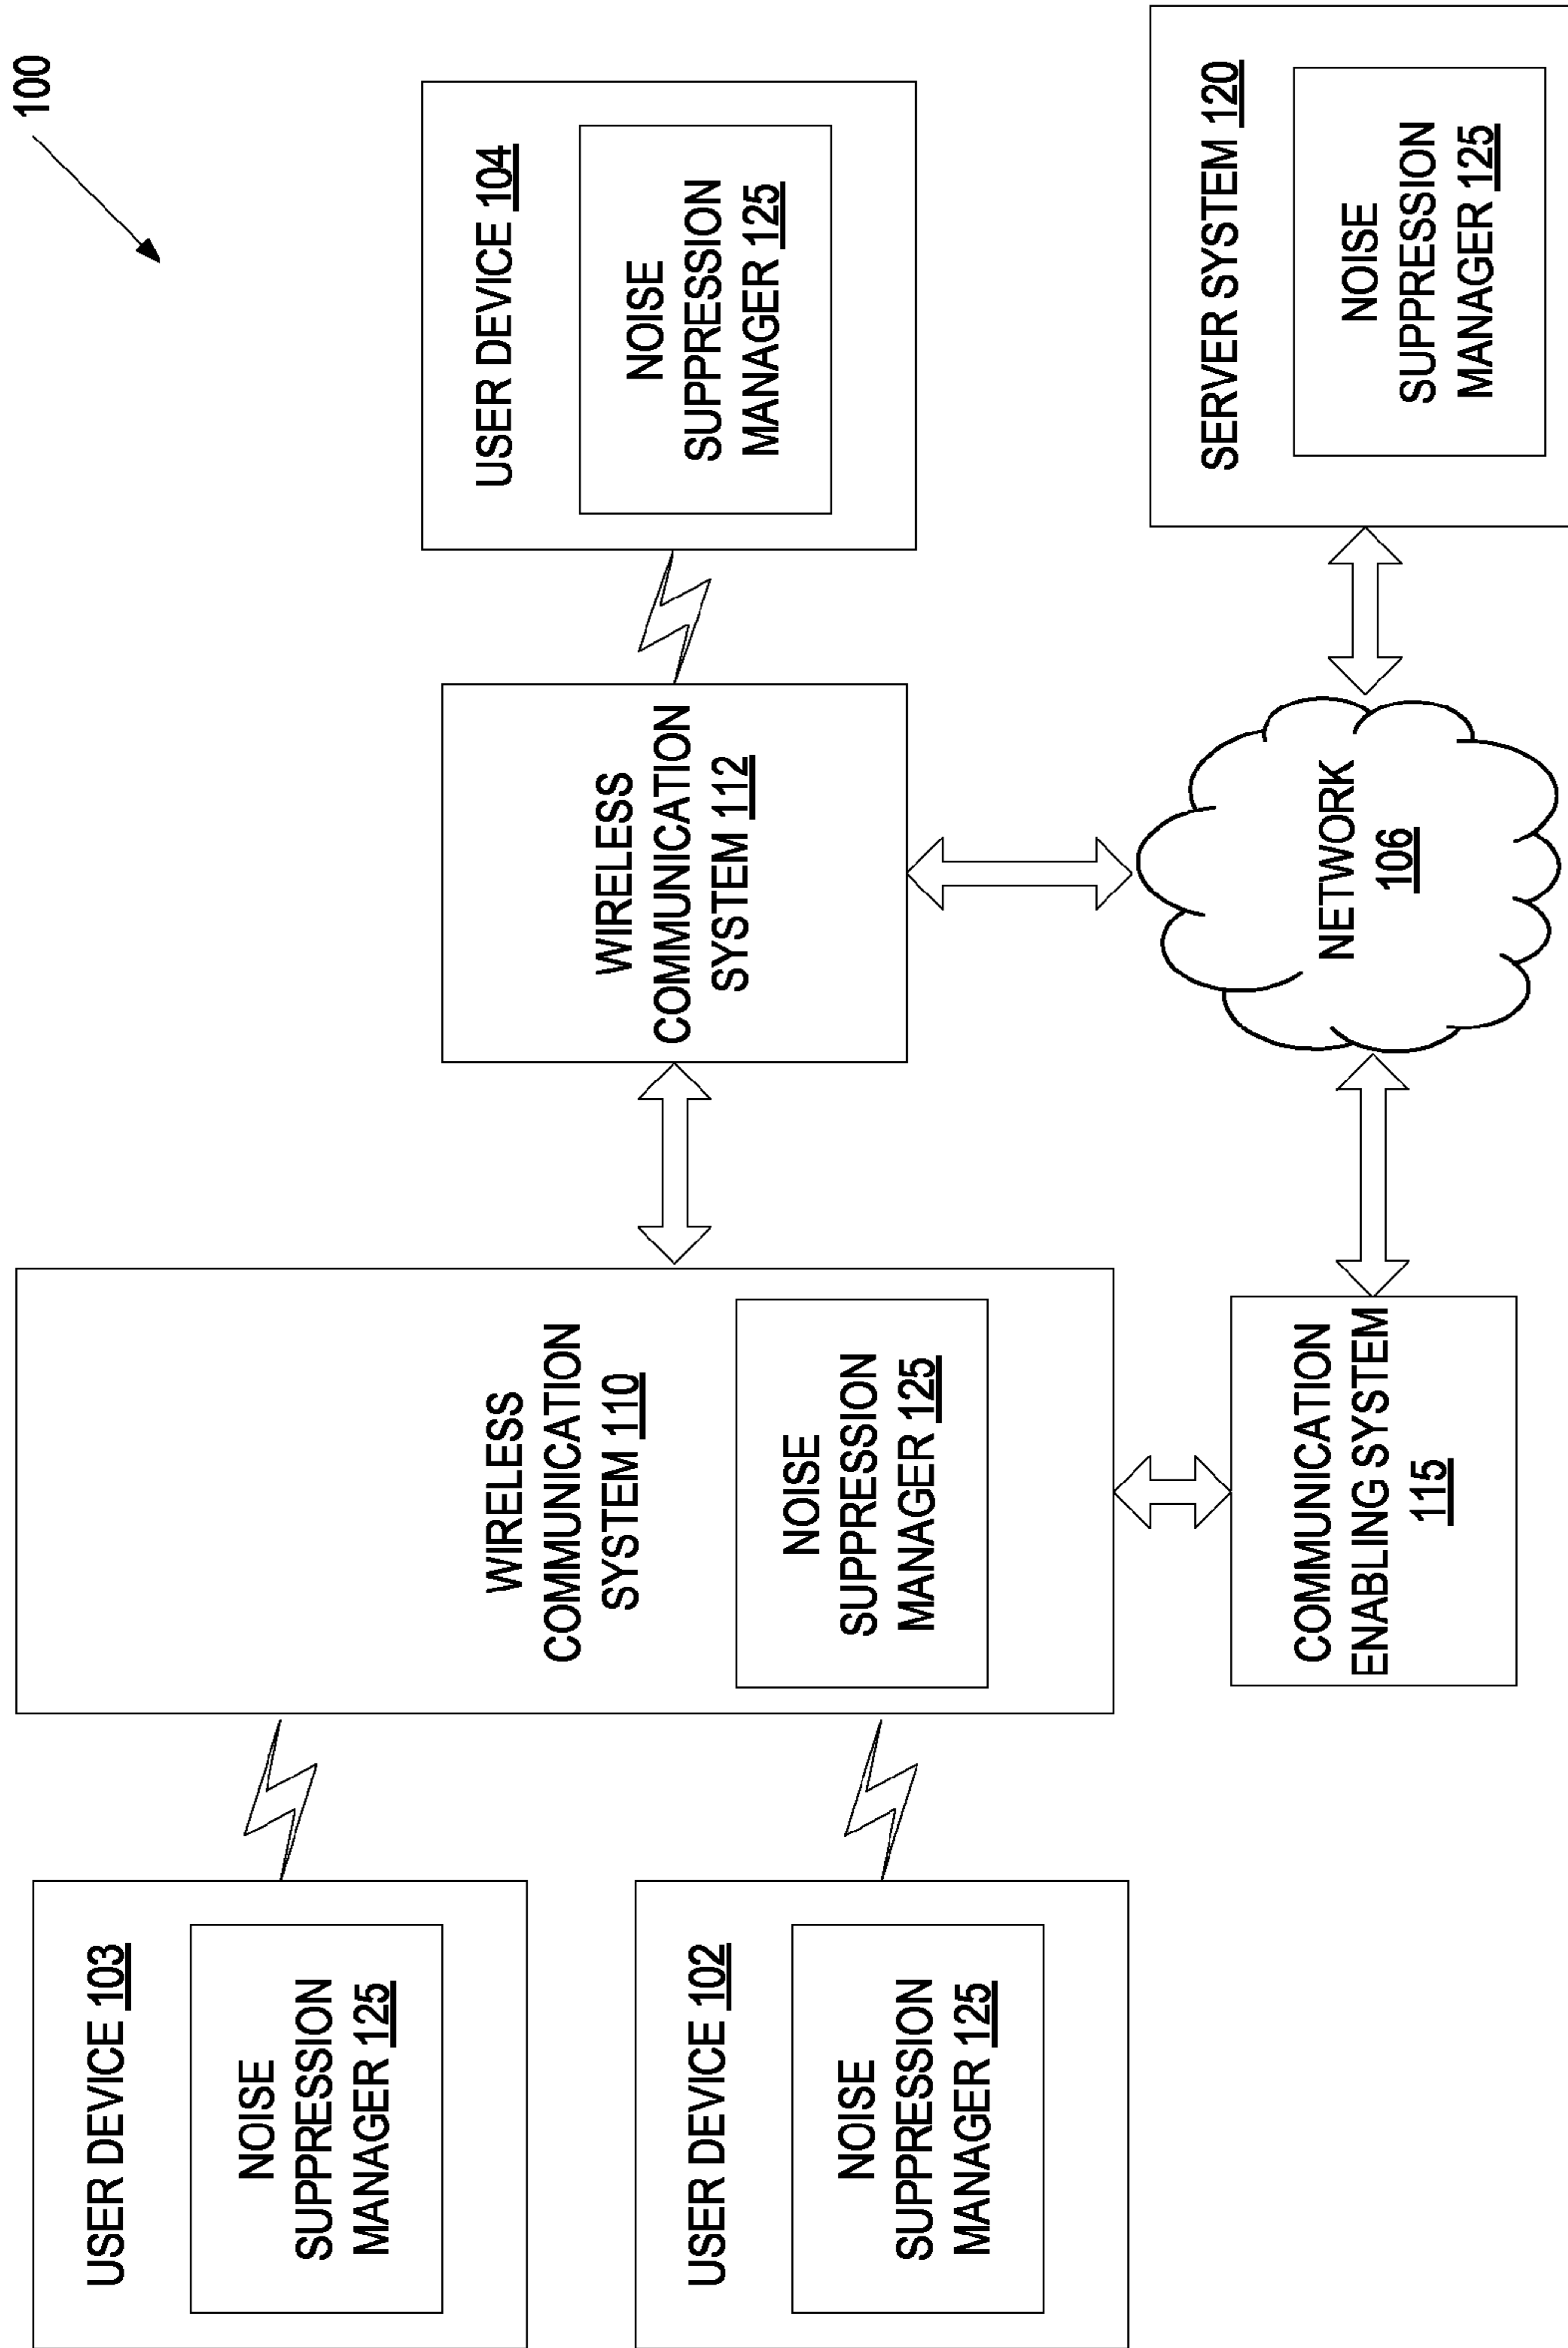 100
USER DEVICE 103
NOISE
SUPPRESSION
MANAGER 125
USER DEVICE 102
NOISE
SUPPRESSION
MANAGER 125
WIRELESS
COMMUNICATION
SYSTEM 110
NOISE
SUPPRESSION
MANAGER 125
COMMUNICATION
ENABLING SYSTEM
115
WIRELESS
COMMUNICATION
SYSTEM 112
NETWORK
106
USER DEVICE 104
NOISE
SUPPRESSION
MANAGER 125
SERVER SYSTEM 120
NOISE
SUPPRESSION
MANAGER 125